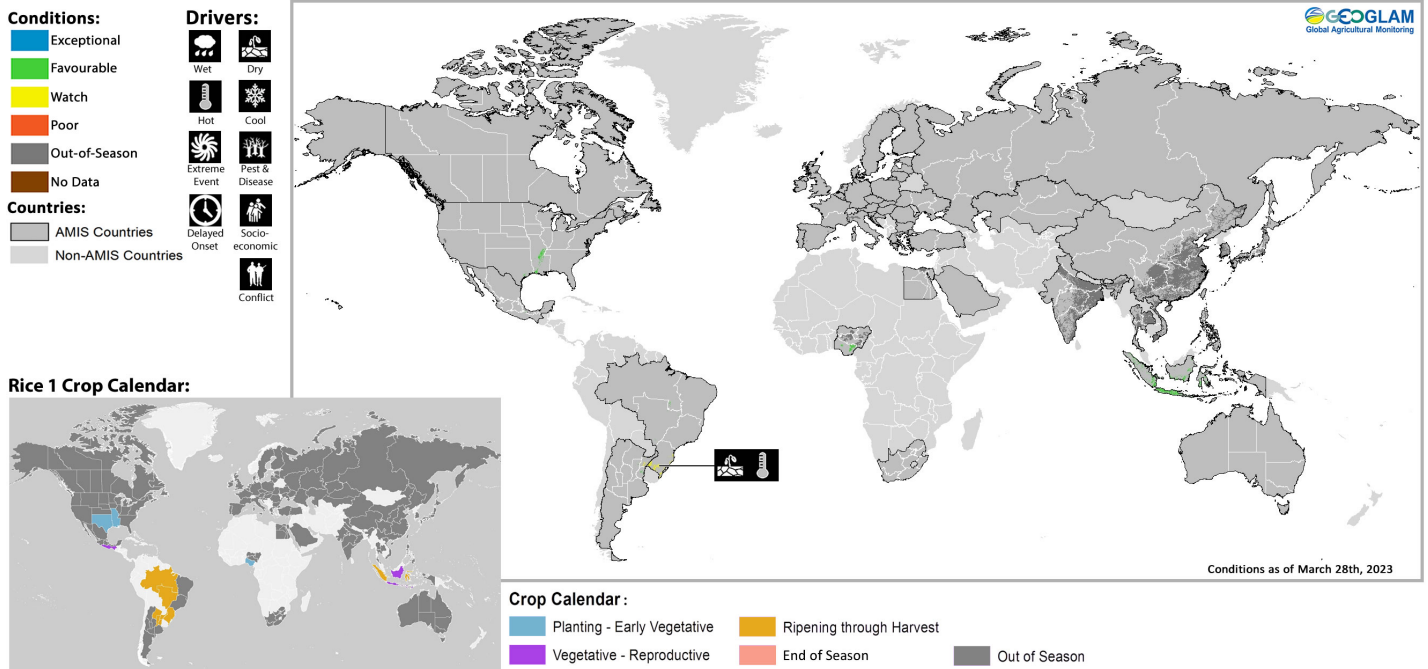 Conditions:
Exceptional
Favourable
Watch
Poor
Out-of-Season
No Data
Countries:
AMIS Countries
Non-AMIS Countries
Drivers:
Wet
Dry
Hot
Cool
Extreme
Event
Pest &
Disease
Delayed
Onset
Socio-
economic
Conflict
GEOGLAM
Global Agricultural Monitoring
Conditions as of March 28th, 2023
Rice 1 Crop Calendar:
Crop Calendar :
Planting - Early Vegetative
Ripening through Harvest
Vegetative - Reproductive
End of Season
Out of Season